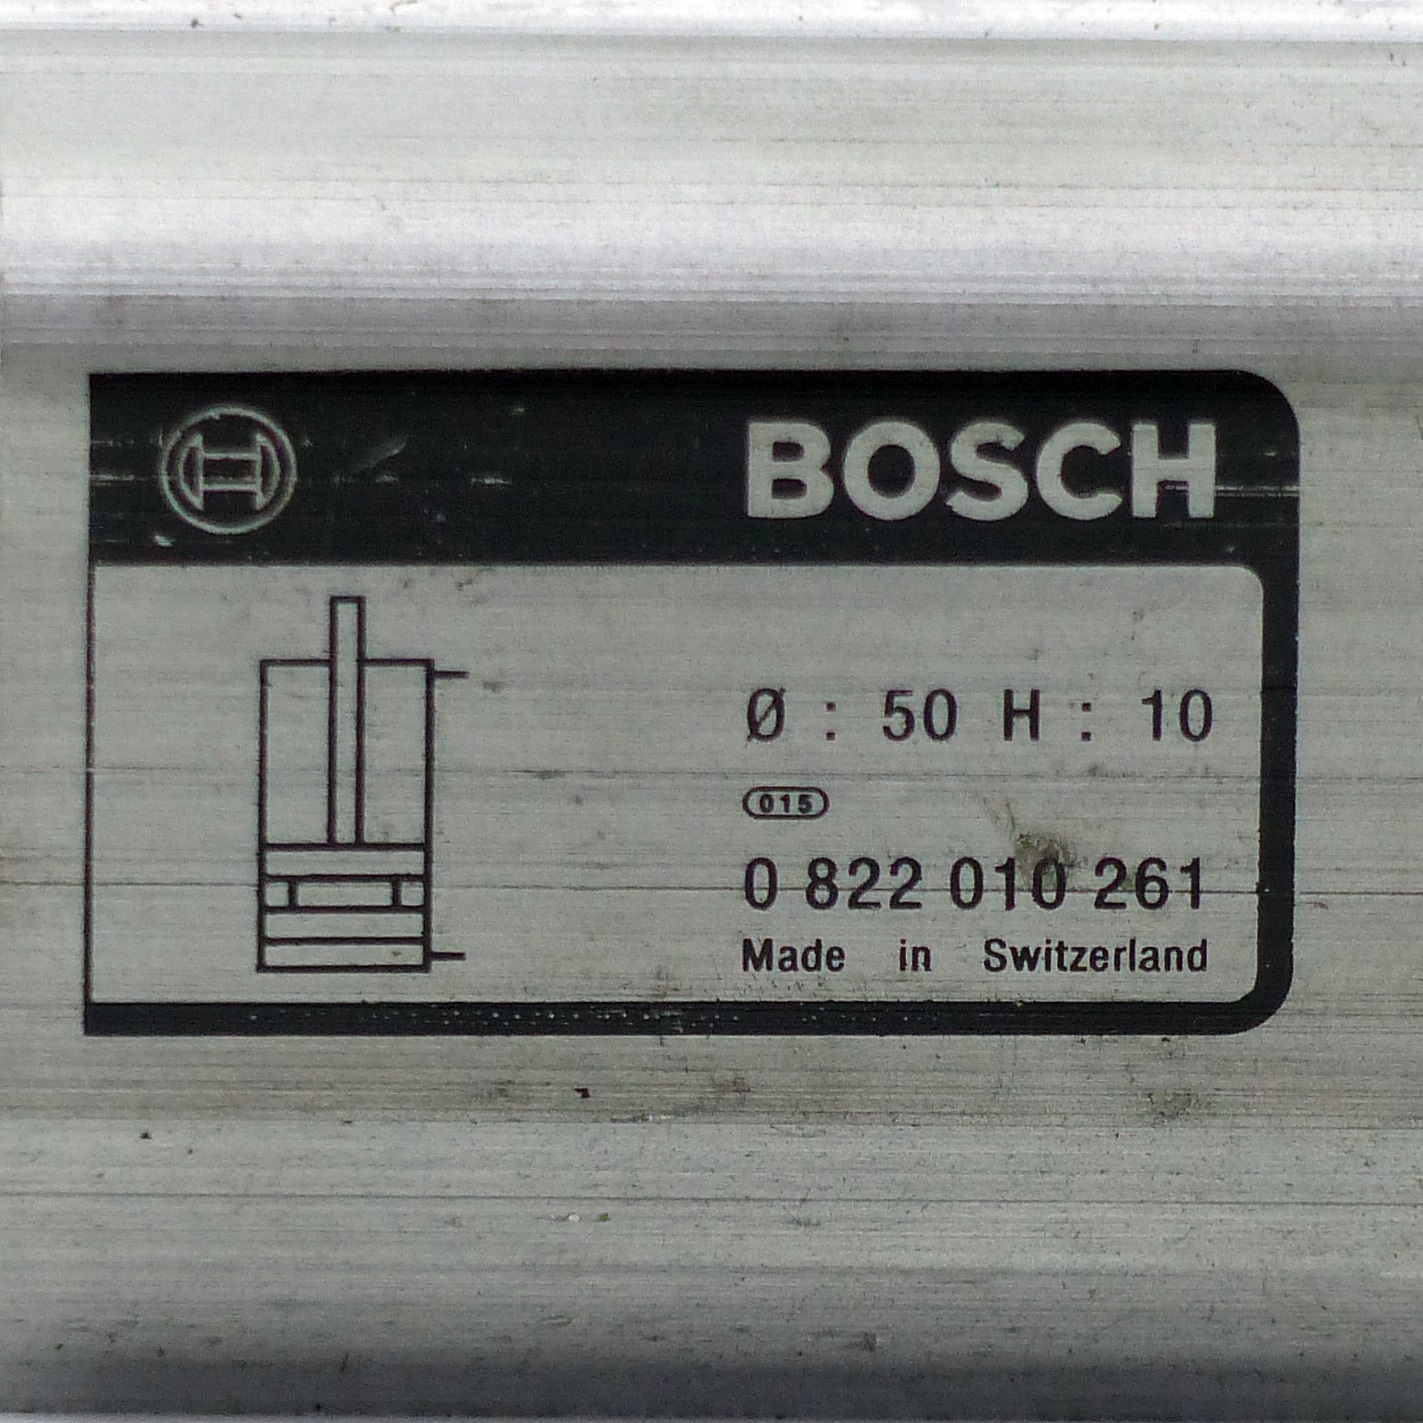 BOSCH
Ø : 50 H : 10
015
0 822 010 261
Made in Switzerland